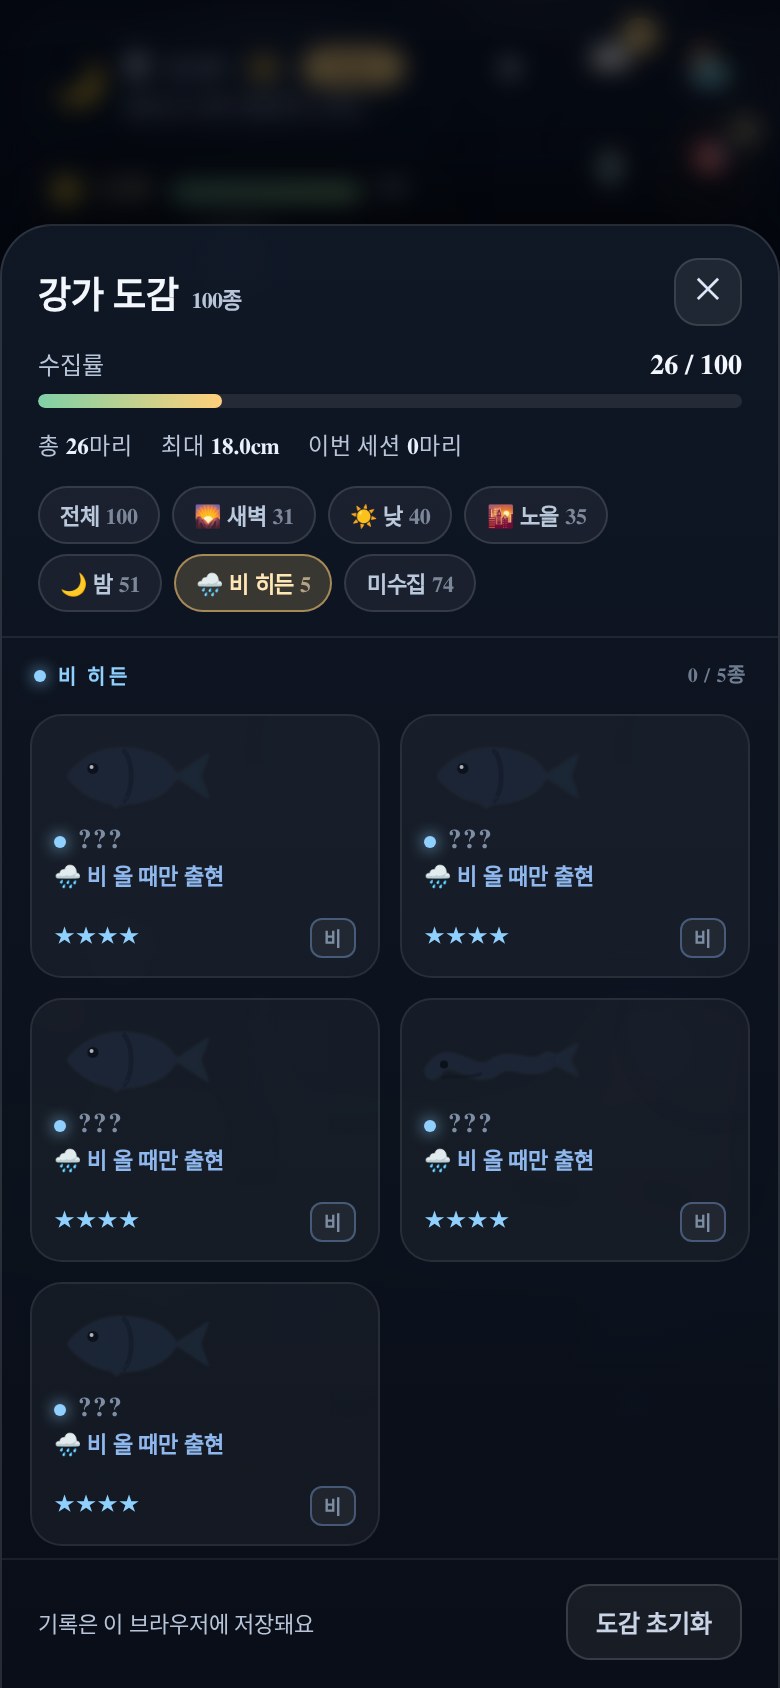 강가 도감 100종
수집률 26 / 100
총 26마리 최대 18.0cm 이번 세션 0마리
전체 100 새벽 31 낮 40 노을 35
밤 51 비 히든 5 미수집 74
비 히든 0 / 5종
??? ???
비 올 때만 출현 비 올 때만 출현
★★★★ 비 ★★★★ 비
??? ???
비 올 때만 출현 비 올 때만 출현
★★★★ 비 ★★★★ 비
???
비 올 때만 출현
★★★★ 비
기록은 이 브라우저에 저장돼요 도감 초기화